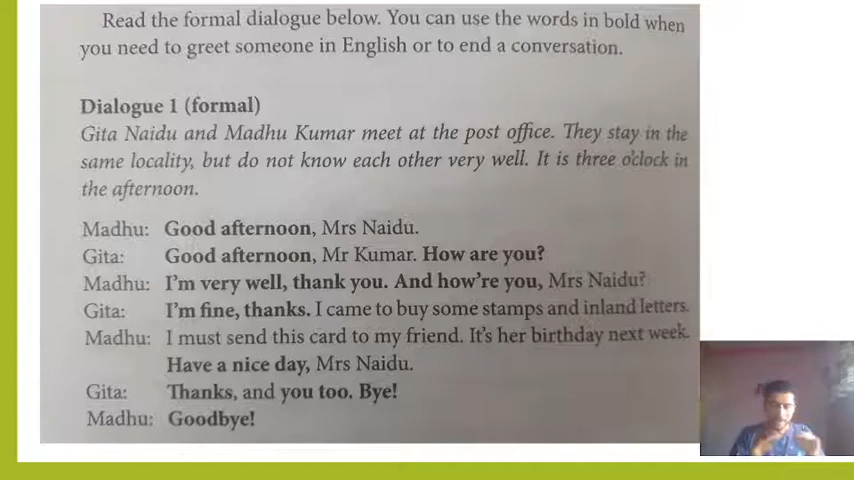 Read the formal dialogue below. You can use the words in bold when
you need to greet someone in English or to end a conversation.
Dialogue 1 (formal)
Gita Naidu and Madhu Kumar meet at the post office. They stay in the
same locality, but do not know each other very well. It is three o'clock in
the afternoon.
Madhu: Good afternoon, Mrs Naidu.
Gita: Good afternoon, Mr Kumar. How are you?
Madhu: I'm very well, thank you. And how're you, Mrs Naidu?
Gita: I'm fine, thanks. I came to buy some stamps and inland letters.
Madhu: I must send this card to my friend. It's her birthday next week.
Have a nice day, Mrs Naidu.
Gita: Thanks, and you too. Bye!
Madhu: Goodbye!